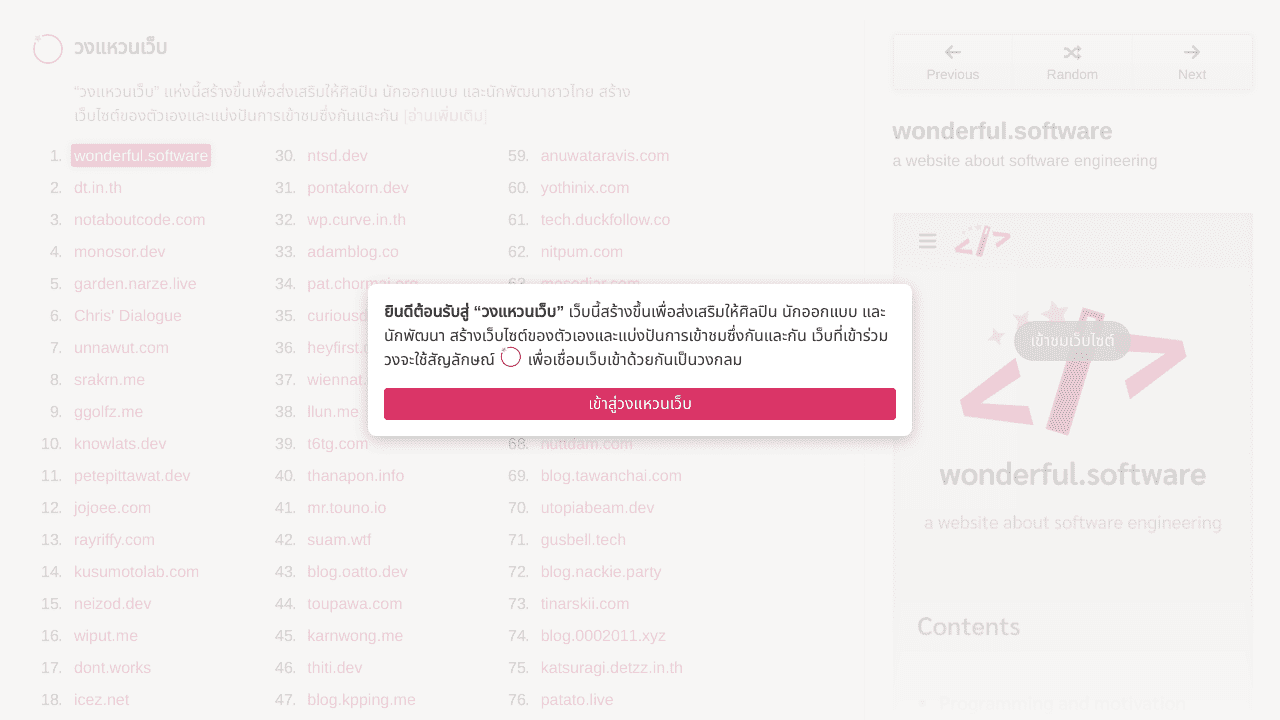 วงแหวนเว็บ
“วงแหวนเว็บ” แห่งนี้สร้างขึ้นเพื่อส่งเสริมให้ศิลปิน นักออกแบบ และนักพัฒนาชาวไทย สร้าง
เว็บไซต์ของตัวเองและแบ่งปันการเข้าชมซึ่งกันและกัน [อ่านเพิ่มเติม]
1. wonderful.software
2. dt.in.th
3. notaboutcode.com
4. monosor.dev
5. garden.narze.live
6. Chris' Dialogue
7. unnawut.com
8. srakrn.me
9. ggolfz.me
10. knowlats.dev
11. petepittawat.dev
12. jojoee.com
13. rayriffy.com
14. kusumotolab.com
15. neizod.dev
16. wiput.me
17. dont.works
18. icez.net
30. ntsd.dev
31. pontakorn.dev
32. wp.curve.in.th
33. adamblog.co
34. pat.chormai.org
35.
36.
37.
38. llun.me
39. t6tg.com
40. thanapon.info
41. mr.touno.io
42. suam.wtf
43. blog.oatto.dev
44. toupawa.com
45. karnwong.me
46. thiti.dev
47. blog.kpping.me
59. anuwataravis.com
60. yothinix.com
61. tech.duckfollow.co
62. nitpum.com
63.
68. nuttdam.com
69. blog.tawanchai.com
70. utopiabeam.dev
71. gusbell.tech
72. blog.nackie.party
73. tinarskii.com
74. blog.0002011.xyz
75. katsuragi.detzz.in.th
76. patato.live
ยินดีต้อนรับสู่ “วงแหวนเว็บ” เว็บนี้สร้างขึ้นเพื่อส่งเสริมให้ศิลปิน นักออกแบบ และ
นักพัฒนา สร้างเว็บไซต์ของตัวเองและแบ่งปันการเข้าชมซึ่งกันและกัน เว็บที่เข้าร่วม
วงจะใช้สัญลักษณ์ เพื่อเชื่อมเว็บเข้าด้วยกันเป็นวงกลม
เข้าสู่วงแหวนเว็บ
Previous Random Next
wonderful.software
a website about software engineering
เข้าชมเว็บไซต์
wonderful.software
a website about software engineering
Contents
Programming and motivation